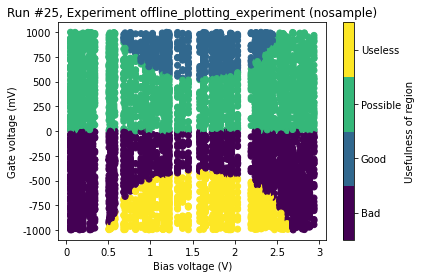 Run #25, Experiment offline_plotting_experiment (nosample)
1000
750
500
250
0
-250
-500
-750
-1000
Gate voltage (mV)
0
0.5
1
1.5
2
2.5
3
Bias voltage (V)
Useless
Possible
Good
Bad
Usefulness of region